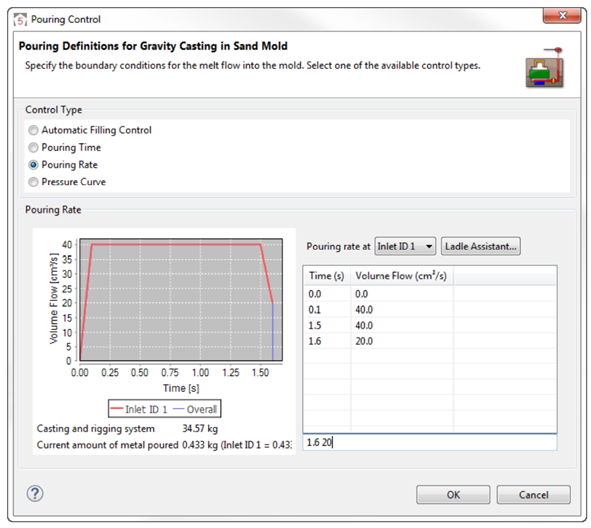 5 Pouring Control
Pouring Definitions for Gravity Casting in Sand Mold
Specify the boundary conditions for the melt flow into the mold. Select one of the available control types.
Control Type
Automatic Filling Control
Pouring Time
Pouring Rate
Pressure Curve
Pouring Rate
Volume Flow [cm³/s]
40
35
30
25
20
15
10
5
0
0.00 0.25 0.50 0.75 1.00 1.25 1.50
Time [s]
Inlet ID 1 Overall
Casting and rigging system 34.57 kg
Current amount of metal poured 0.433 kg (Inlet ID 1 = 0.43
Pouring rate at Inlet ID 1 Ladle Assistant...
Time (s) Volume Flow (cm³/s)
0.0 0.0
0.1 40.0
1.5 40.0
1.6 20.0
1.6 20
?
OK Cancel